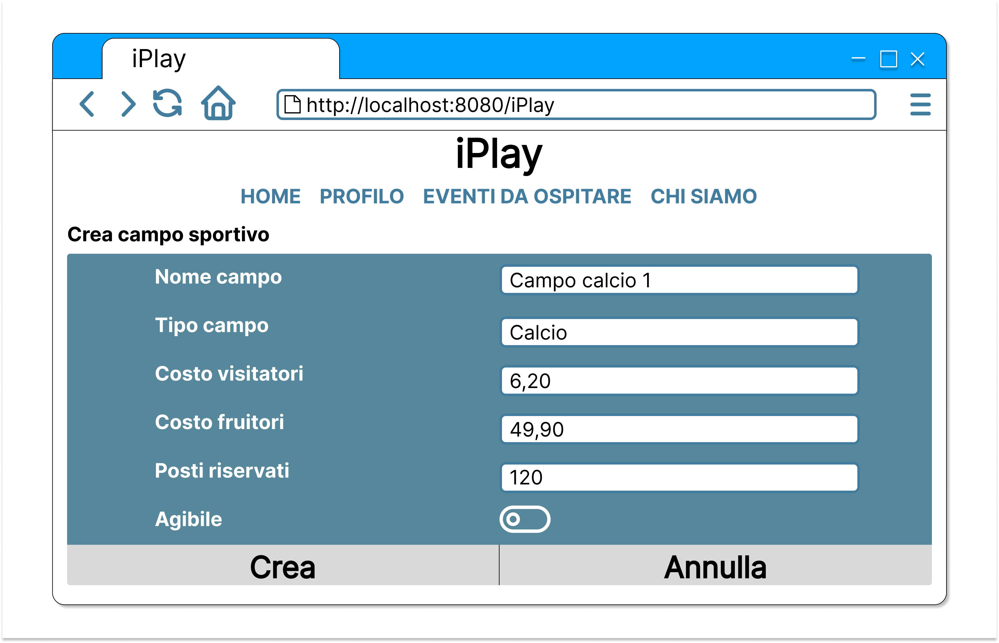 iPlay
http://localhost:8080/iPlay
iPlay
HOME PROFILO EVENTI DA OSPITARE CHI SIAMO
Crea campo sportivo
Nome campo Campo calcio 1
Tipo campo Calcio
Costo visitatori 6,20
Costo fruitori 49,90
Posti riservati 120
Agibile
Crea Annulla